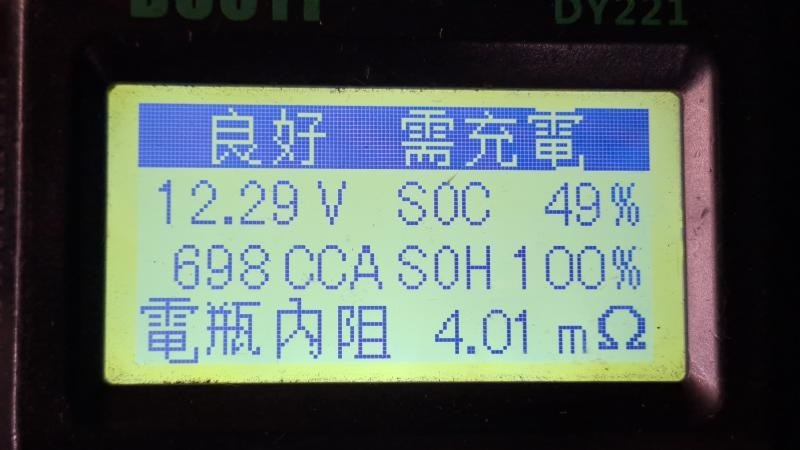 DY221
良好 需充電
12.29 V SOC 49%
698 CCA SOH 100%
電瓶內阻 4.01 mΩ